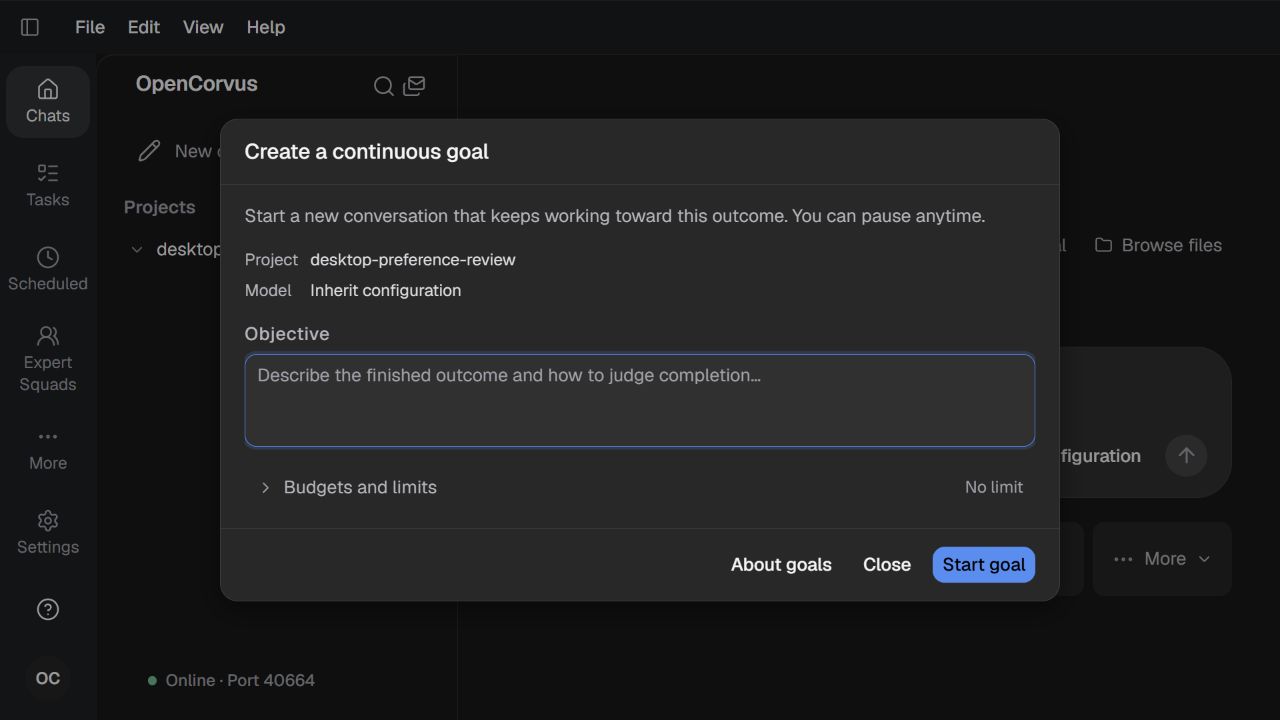 File Edit View Help
OpenCorvus
Chats
New
Tasks
Projects
desktop
Scheduled
Expert
Squads
More
Settings
OC
Online · Port 40664
Browse files
figuration
More
Create a continuous goal
Start a new conversation that keeps working toward this outcome. You can pause anytime.
Project desktop-preference-review
Model Inherit configuration
Objective
Describe the finished outcome and how to judge completion...
Budgets and limits No limit
About goals Close Start goal